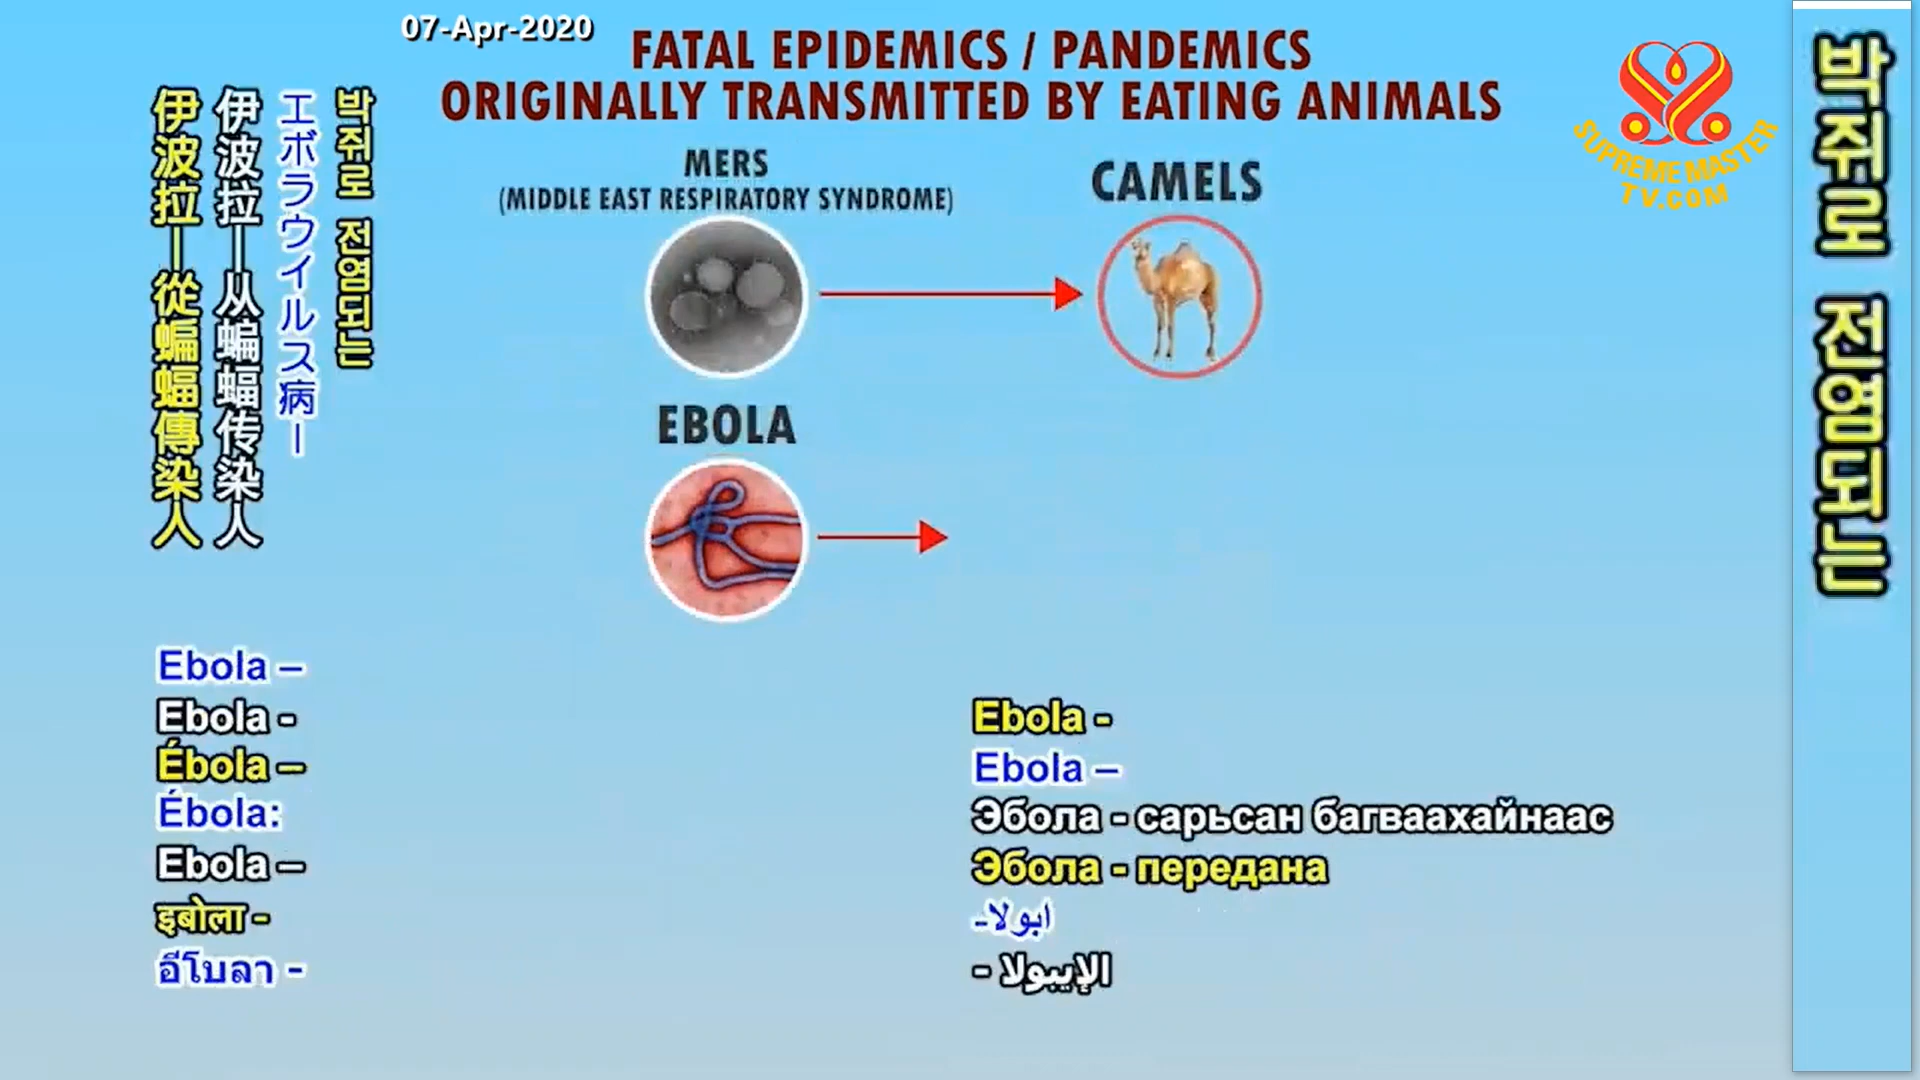 07-Apr-2020
FATAL EPIDEMICS / PANDEMICS
ORIGINALLY TRANSMITTED BY EATING ANIMALS
SUPREME MASTER
TV.COM
MERS
(MIDDLE EAST RESPIRATORY SYNDROME)
CAMELS
EBOLA
박쥐로 전염되는
エボラウイルス病ー
伊波拉—从蝙蝠传染人
伊波拉—從蝙蝠傳染人
박쥐로 전염되는
Ebola –
Ebola -
Ébola –
Ébola:
Ebola –
इबोला -
อีโบลา -
Ebola -
Ebola –
Эбола - сарьсан багваахайнаас
Эбола - передана
ابولا-
الإيبولا -